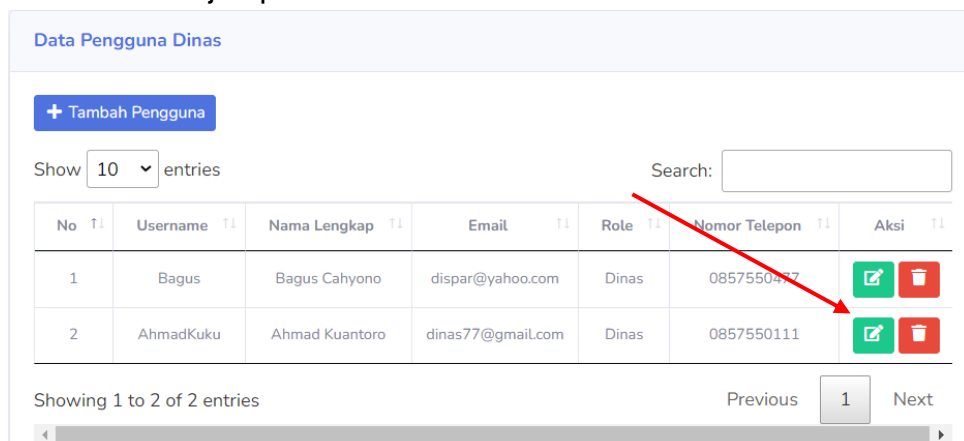 Data Pengguna Dinas
Tambah Pengguna
Show 10 entries
Search:
No Username Nama Lengkap Email Role Nomor Telepon Aksi
1 Bagus Bagus Cahyono dispar@yahoo.com Dinas 0857550477
2 AhmadKuku Ahmad Kuantoro dinas77@gmail.com Dinas 0857550111
Showing 1 to 2 of 2 entries
Previous 1 Next